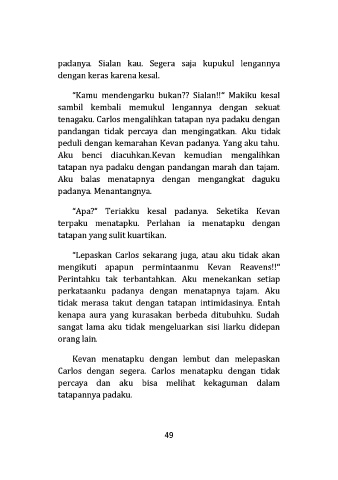 padanya. Sialan kau. Segera saja kupukul lengannya
dengan keras karena kesal.
"Kamu mendengarku bukan?? Sialan!!" Makiku kesal
sambil kembali memukul lengannya dengan sekuat
tenagaku. Carlos mengalihkan tatapan nya padaku dengan
pandangan tidak percaya dan mengingatkan. Aku tidak
peduli dengan kemarahan Kevan padanya. Yang aku tahu.
Aku benci diacuhkan.Kevan kemudian mengalihkan
tatapan nya padaku dengan pandangan marah dan tajam.
Aku balas menatapnya dengan mengangkat daguku
padanya. Menantangnya.
"Apa?" Teriakku kesal padanya. Seketika Kevan
terpaku menatapku. Perlahan ia menatapku dengan
tatapan yang sulit kuartikan.
"Lepaskan Carlos sekarang juga, atau aku tidak akan
mengikuti apapun permintaanmu Kevan Reavens!!"
Perintahku tak terbantahkan. Aku menekankan setiap
perkataanku padanya dengan menatapnya tajam. Aku
tidak merasa takut dengan tatapan intimidasinya. Entah
kenapa aura yang kurasakan berbeda ditubuhku. Sudah
sangat lama aku tidak mengeluarkan sisi liarku didepan
orang lain.
Kevan menatapku dengan lembut dan melepaskan
Carlos dengan segera. Carlos menatapku dengan tidak
percaya dan aku bisa melihat kekaguman dalam
tatapannya padaku.
49